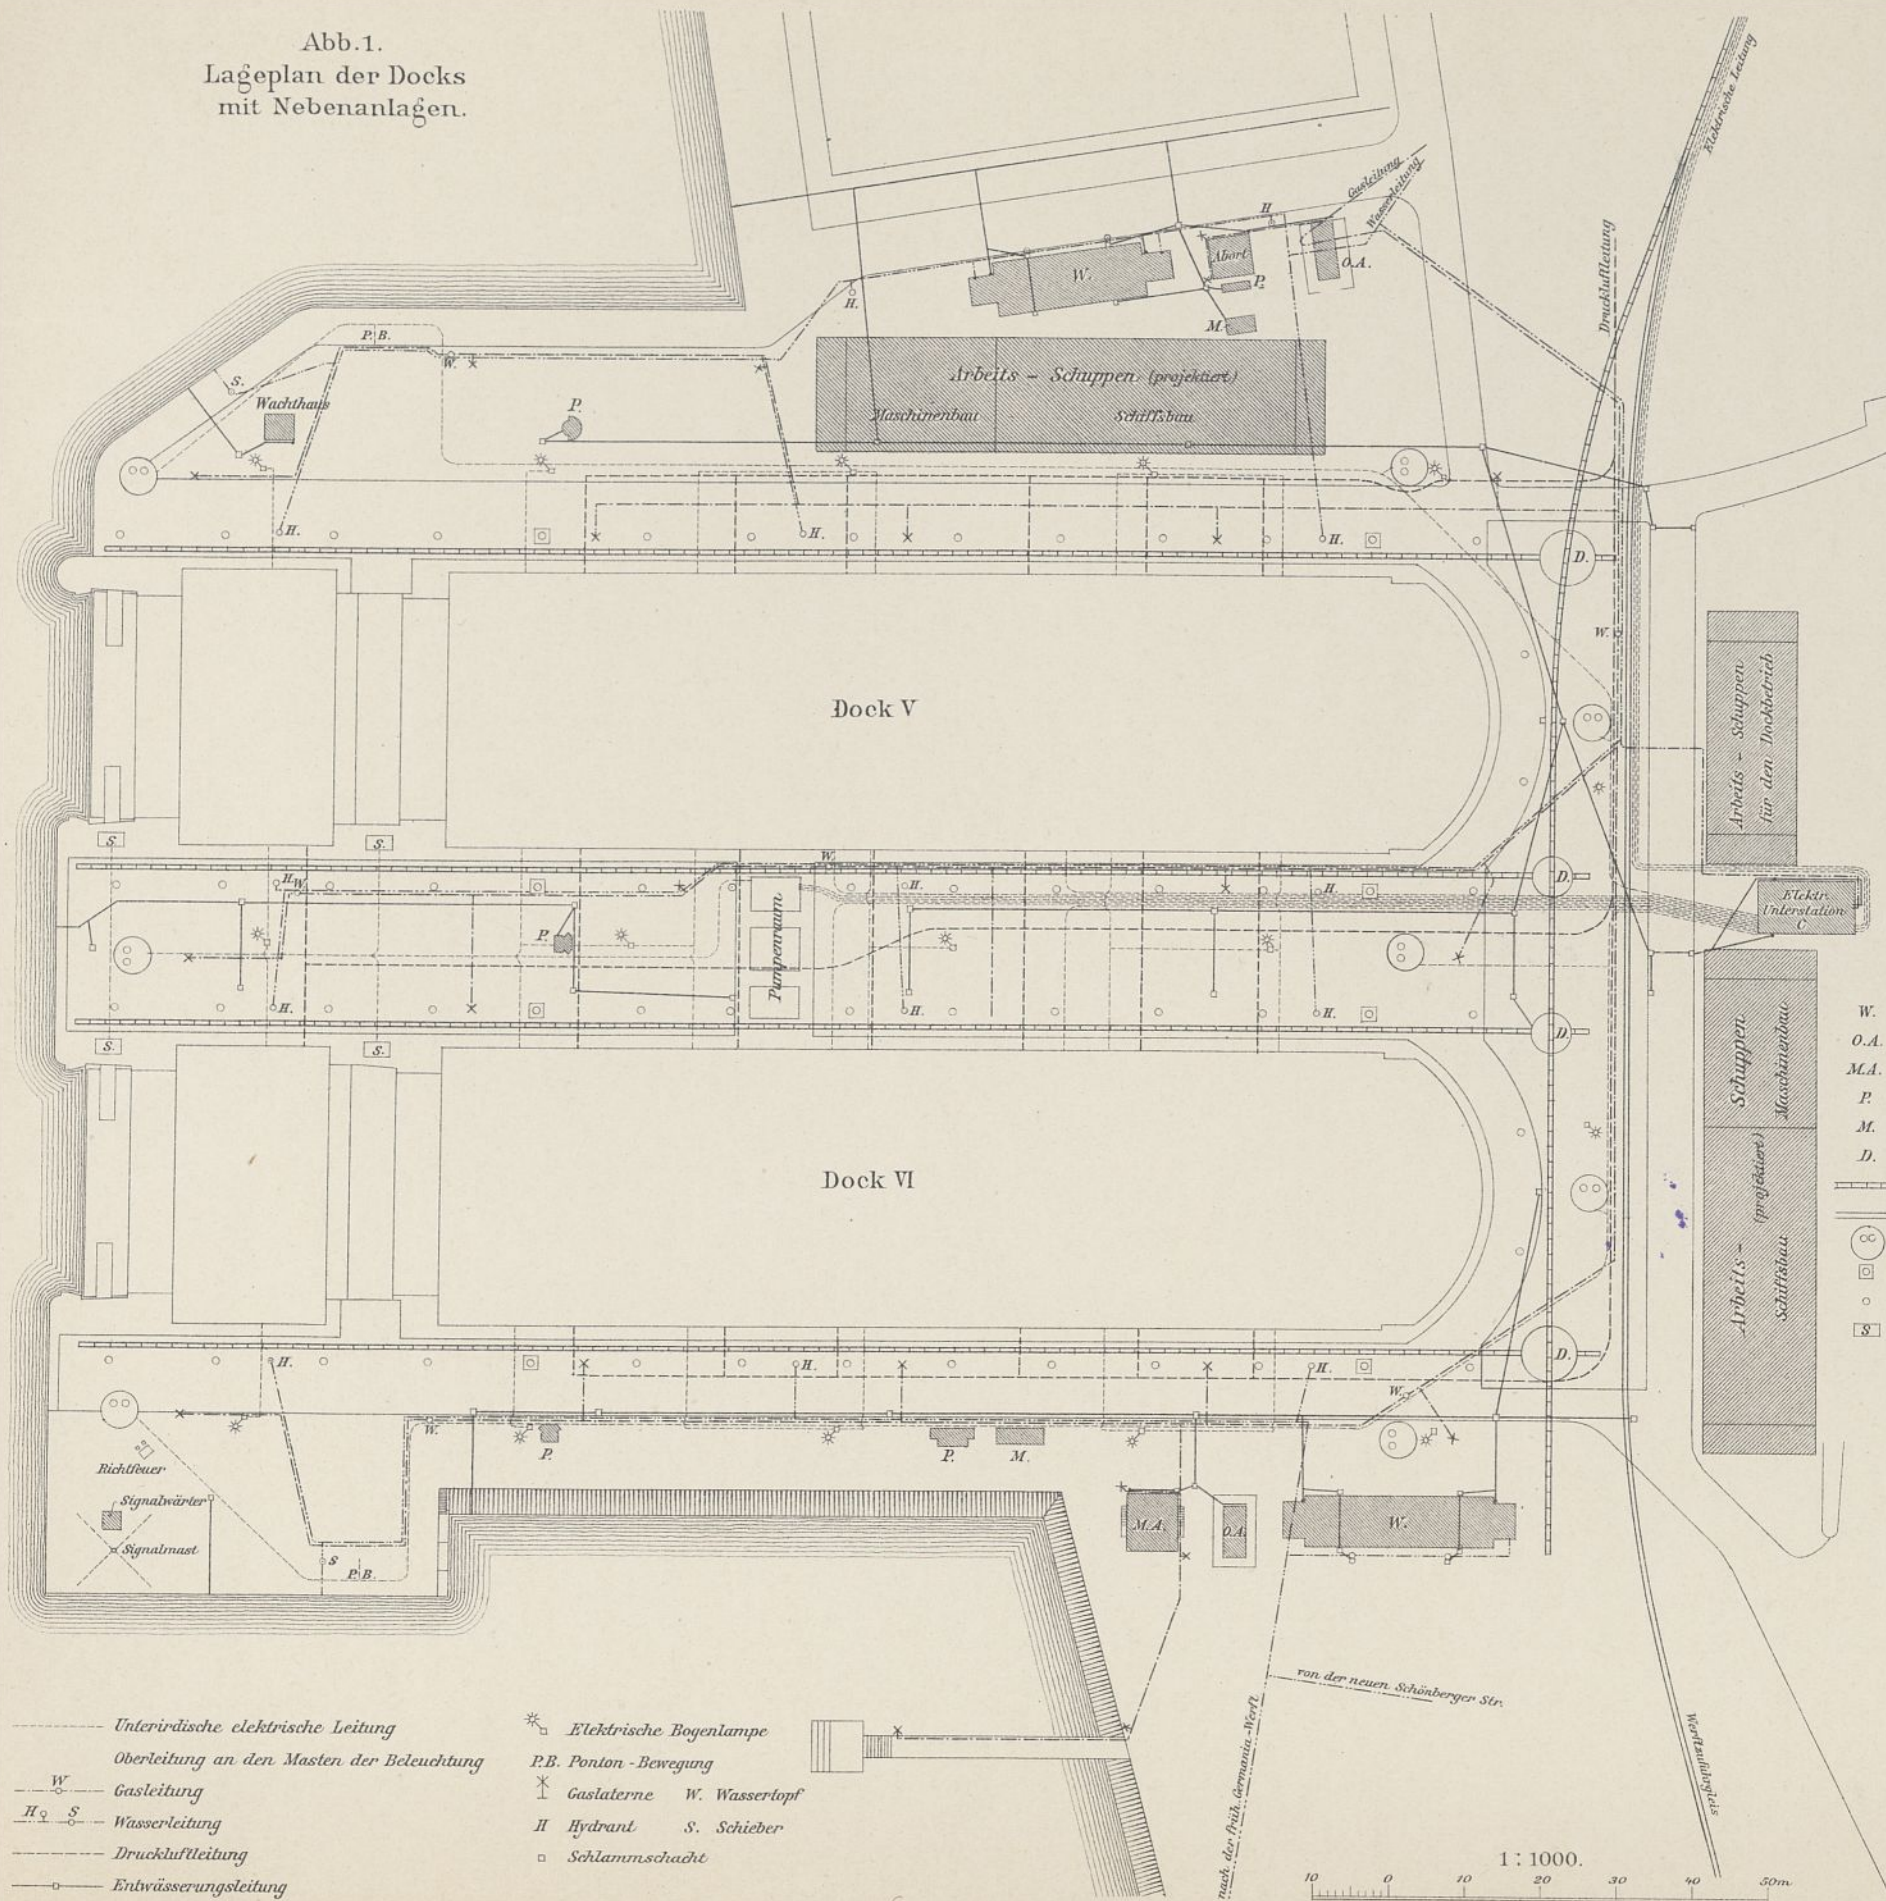 Abb.1.
Lageplan der Docks
mit Nebenanlagen.
Elektrische Leitung
Gasleitung
Wasserleitung
Druckluftleitung
H
W.
Abort
O.A.
P.
M.
H.
P.B.
W.
S.
Wachthaus
P.
Arbeits - Schuppen (projektiert)
Maschinenbau
Schiffsbau
H.
H.
H.
D.
W.
Dock V
Arbeits - Schuppen
für den Dockbetrieb
S.
S.
W.
H.
W.
H.
H.
D.
Elektr.
Unterstation
C
P.
Pumpenraum
H.
H.
H.
D.
S.
S.
Schuppen
Maschinenbau
Arbeits -
(projektiert)
Schiffsbau
W.
O.A.
M.A.
P.
M.
D.
S
Dock VI
H.
H.
H.
D.
W.
W.
P.
P.
M.
Richtfeuer
Signalwärter
Signalmast
S
P.B.
M.A.
O.A.
W.
von der neuen Schönberger Str.
nach der früh. Germania-Werft
Werftzufuhrgleis
Unterirdische elektrische Leitung
Oberleitung an den Masten der Beleuchtung
W
Gasleitung
H S
Wasserleitung
Druckluftleitung
Entwässerungsleitung
Elektrische Bogenlampe
P.B. Ponton-Bewegung
Gaslaterne W. Wassertopf
H Hydrant S. Schieber
Schlammschacht
1:1000.
10 0 10 20 30 40 50m